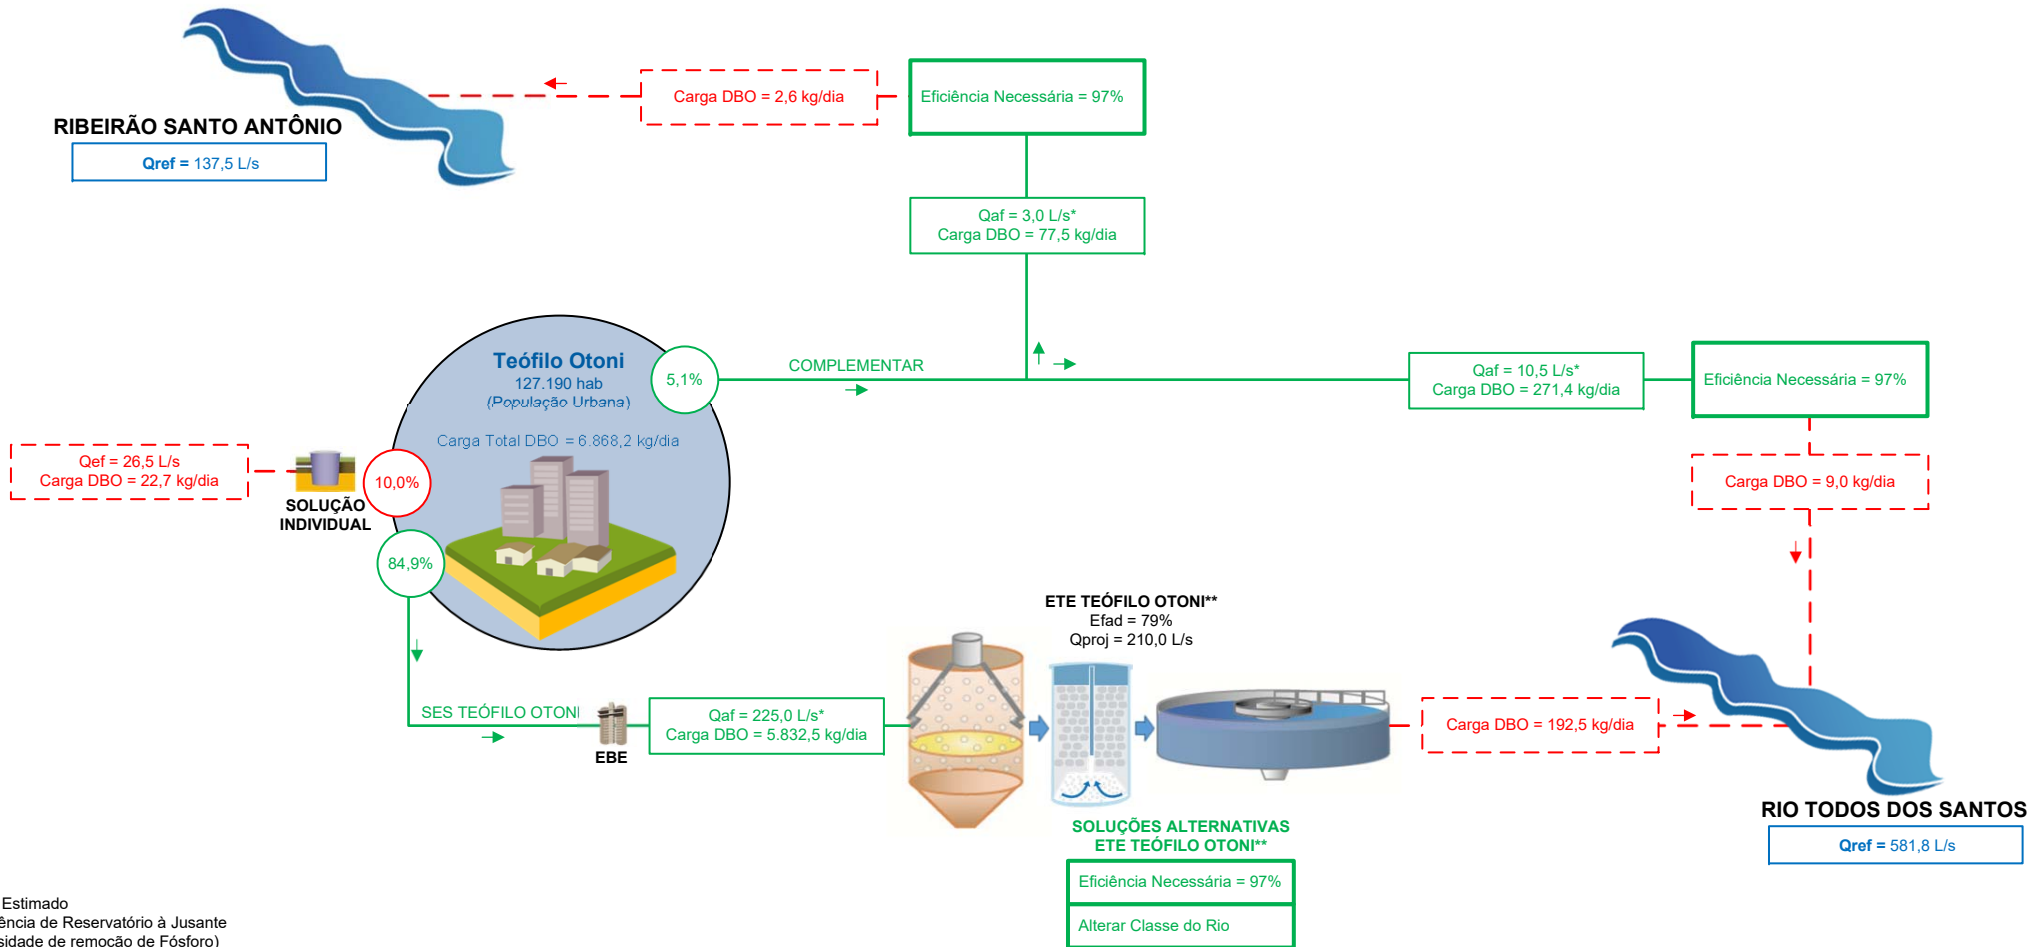 RIBEIRÃO SANTO ANTÔNIO
Qref = 137,5 L/s
Carga DBO = 2,6 kg/dia
Eficiência Necessária = 97%
Qaf = 3,0 L/s*
Carga DBO = 77,5 kg/dia
Teófilo Otoni
127.190 hab
(População Urbana)
Carga Total DBO = 6.868,2 kg/dia
5,1%
COMPLEMENTAR
Qaf = 10,5 L/s*
Carga DBO = 271,4 kg/dia
Eficiência Necessária = 97%
Carga DBO = 9,0 kg/dia
Qef = 26,5 L/s
Carga DBO = 22,7 kg/dia
SOLUÇÃO
INDIVIDUAL
10,0%
84,9%
SES TEÓFILO OTONI
EBE
Qaf = 225,0 L/s*
Carga DBO = 5.832,5 kg/dia
ETE TEÓFILO OTONI**
Efad = 79%
Qproj = 210,0 L/s
Carga DBO = 192,5 kg/dia
RIO TODOS DOS SANTOS
Qref = 581,8 L/s
SOLUÇÕES ALTERNATIVAS
ETE TEÓFILO OTONI**
Eficiência Necessária = 97%
Alterar Classe do Rio
Estimado
ência de Reservatório à Jusante
sidade de remoção de Fósforo)